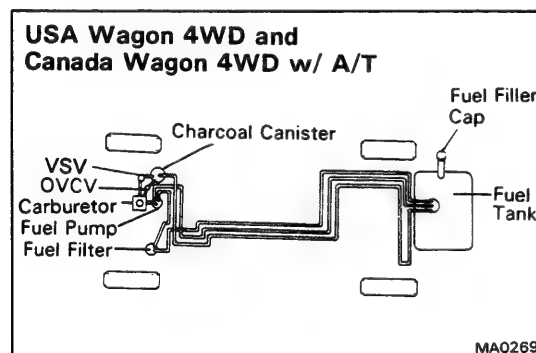 USA Wagon 4WD and
Canada Wagon 4WD w/ A/T
Fuel Filler
Cap
Charcoal Canister
VSV
OVCV
Carburetor
Fuel Pump
Fuel Filter
Fuel
Tank
MA0269